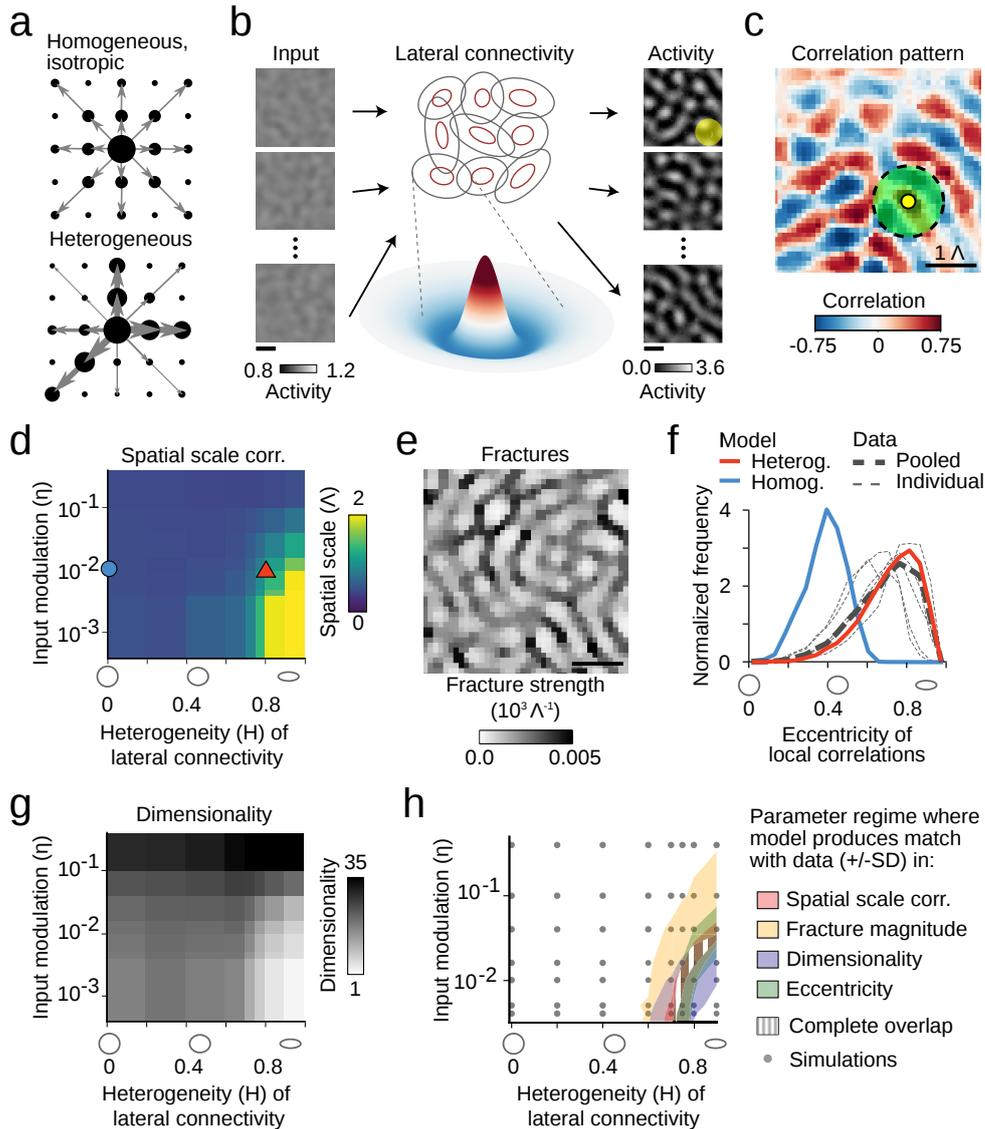 a
Homogeneous,
isotropic
Heterogeneous
b
Input
Lateral connectivity
Activity
0.8
1.2
Activity
0.0
3.6
Activity
c
Correlation pattern
1 Λ
Correlation
-0.75
0
0.75
d
Spatial scale corr.
Input modulation (η)
10-1
10-2
10-3
0
0.4
0.8
Heterogeneity (H) of
lateral connectivity
Spatial scale (Λ)
2
0
e
Fractures
Fracture strength
(10³ Λ⁻¹)
0.0
0.005
f
Model
Heterog.
Homog.
Data
Pooled
Individual
Normalized frequency
4
2
0
0
0.4
0.8
Eccentricity of
local correlations
g
Dimensionality
Input modulation (η)
10-1
10-2
10-3
0
0.4
0.8
Heterogeneity (H) of
lateral connectivity
Dimensionality
35
1
h
Input modulation (η)
10-1
10-2
0
0.4
0.8
Heterogeneity (H) of
lateral connectivity
Parameter regime where
model produces match
with data (+/-SD) in:
Spatial scale corr.
Fracture magnitude
Dimensionality
Eccentricity
Complete overlap
Simulations